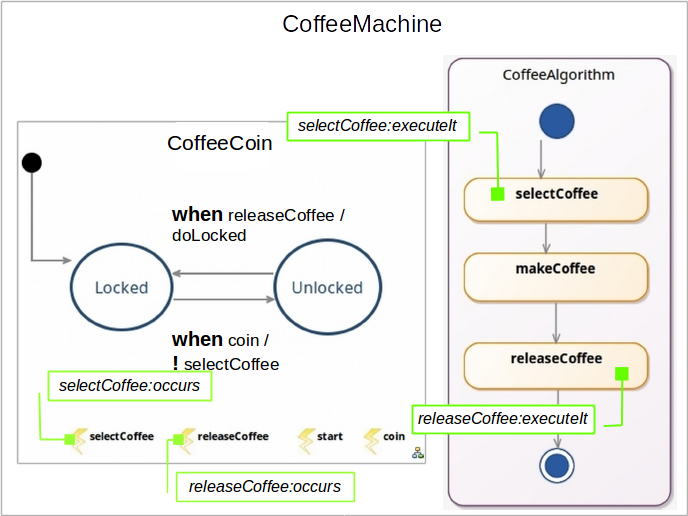 CoffeeMachine
CoffeeCoin
when releaseCoffee /
doLocked
Locked
Unlocked
when coin /
! selectCoffee
selectCoffee:occurs
selectCoffee
releaseCoffee
start
coin
releaseCoffee:occurs
selectCoffee:executeIt
CoffeeAlgorithm
selectCoffee
makeCoffee
releaseCoffee
releaseCoffee:executeIt